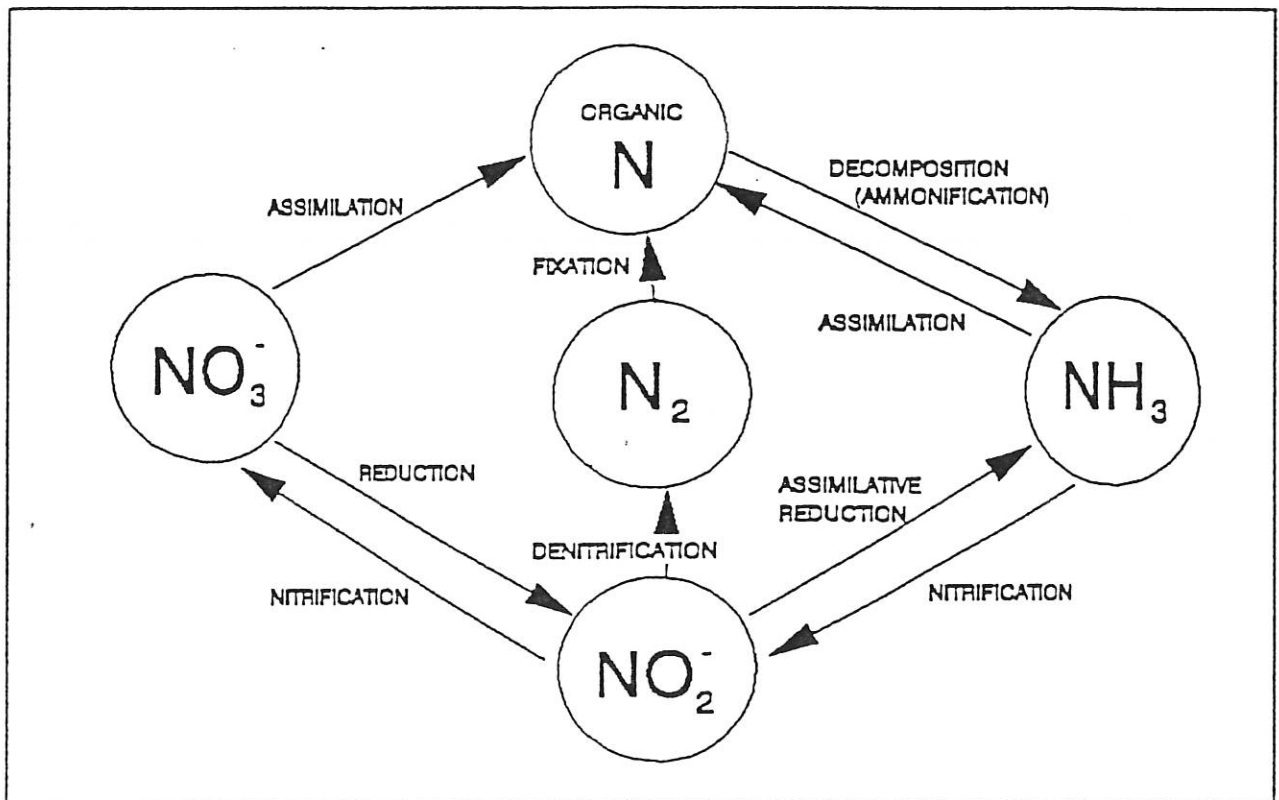 ORGANIC
N
DECOMPOSITION
(AMMONIFICATION)
ASSIMILATION
FIXATION
ASSIMILATION
NO₃⁻
N₂
NH₃
REDUCTION
ASSIMILATIVE
REDUCTION
DENITRIFICATION
NITRIFICATION
NITRIFICATION
NO₂⁻